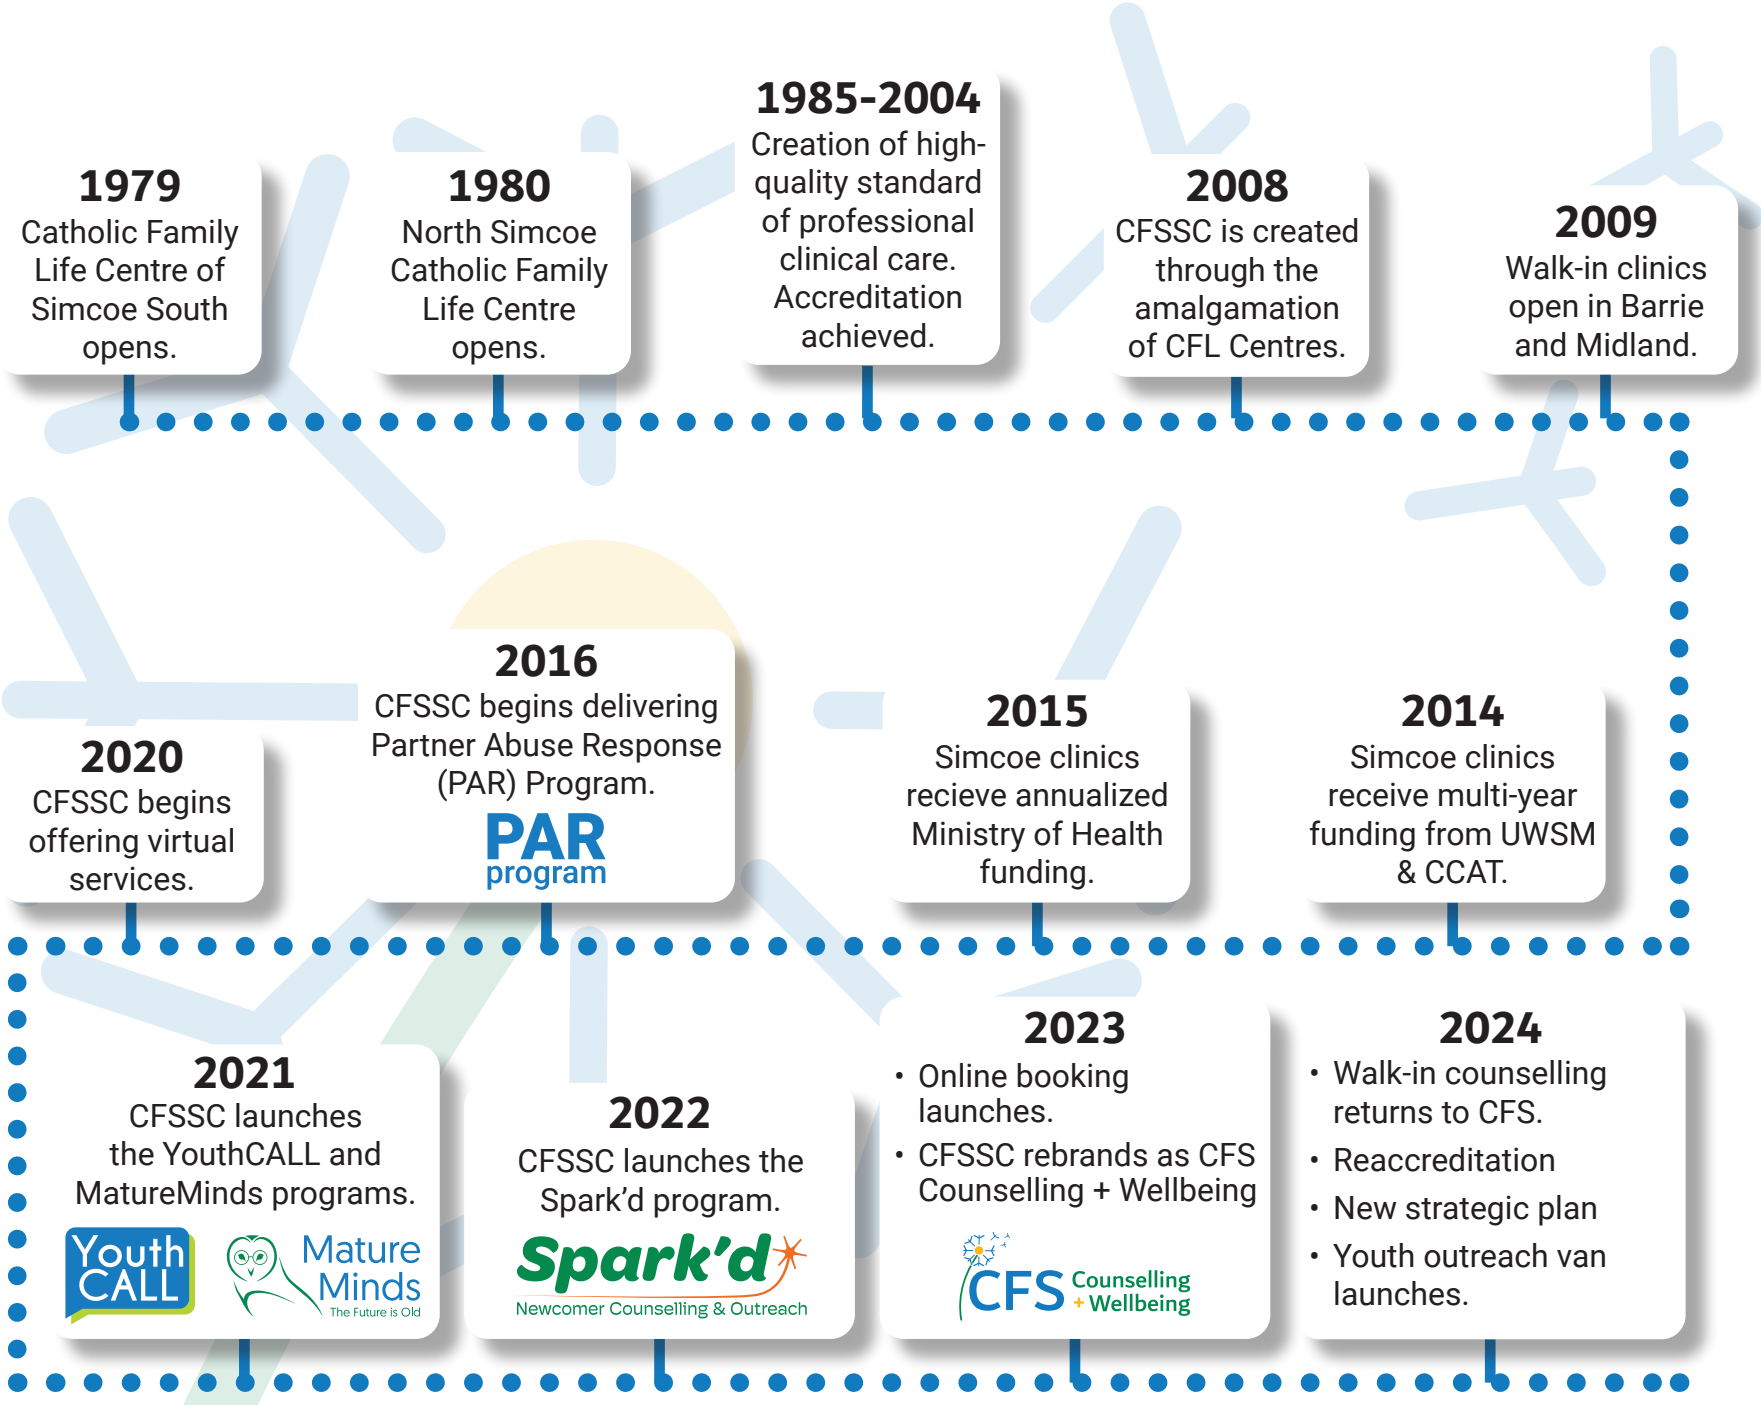 1979
Catholic Family
Life Centre of
Simcoe South
opens.
1980
North Simcoe
Catholic Family
Life Centre
opens.
1985-2004
Creation of high-
quality standard
of professional
clinical care.
Accreditation
achieved.
2008
CFSSC is created
through the
amalgamation
of CFL Centres.
2009
Walk-in clinics
open in Barrie
and Midland.
2014
Simcoe clinics
receive multi-year
funding from UWSM
& CCAT.
2015
Simcoe clinics
recieve annualized
Ministry of Health
funding.
2016
CFSSC begins delivering
Partner Abuse Response
(PAR) Program.
PAR
program
2020
CFSSC begins
offering virtual
services.
2021
CFSSC launches
the YouthCALL and
MatureMinds programs.
Youth
CALL
Mature
Minds
The Future is Old
2022
CFSSC launches the
Spark'd program.
Spark'd
Newcomer Counselling & Outreach
2023
• Online booking
launches.
• CFSSC rebrands as CFS
Counselling + Wellbeing
CFS Counselling
+ Wellbeing
2024
• Walk-in counselling
returns to CFS.
• Reaccreditation
• New strategic plan
• Youth outreach van
launches.